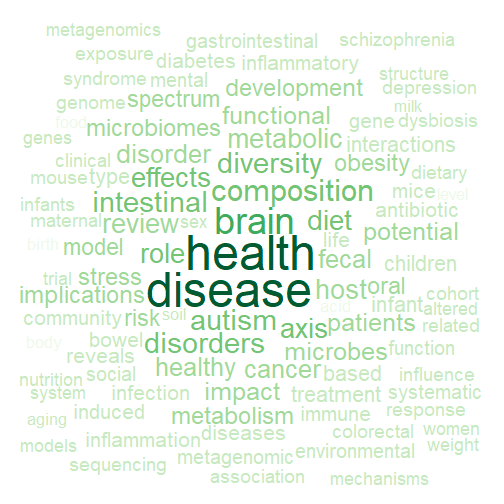 metagenomics
gastrointestinal schizophrenia
exposure diabetes inflammatory
syndrome mental development structure
depression
genome spectrum milk
food microbiomes functional gene dysbiosis
genes metabolic interactions
clinical disorder diversity obesity
mouse type effects dietary
infants intestinal composition mice level
maternal review sex brain diet antibiotic
birth model role life potential
health fecal
trial stress children
implications disease host oral cohort
community risk soil acid infant altered
body autism axis patients related
bowel disorders microbes function
reveals
nutrition social healthy cancer based influence
system infection impact treatment systematic
aging induced metabolism immune response
models inflammation diseases colorectal women
sequencing metagenomic environmental weight
association mechanisms